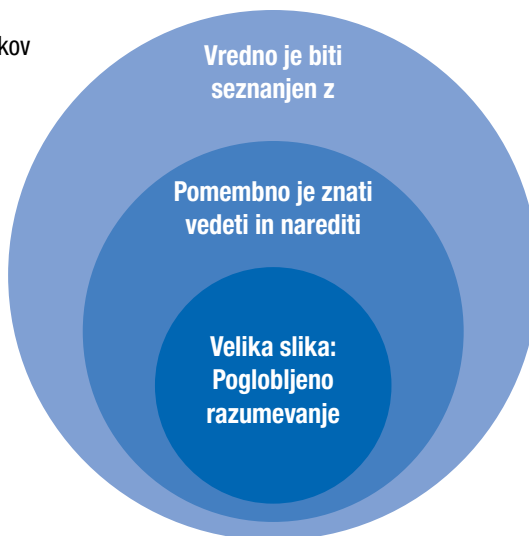 kov
Vredno je biti
seznanjen z
Pomembno je znati
vedeti in narediti
Velika slika:
Poglobljeno
razumevanje